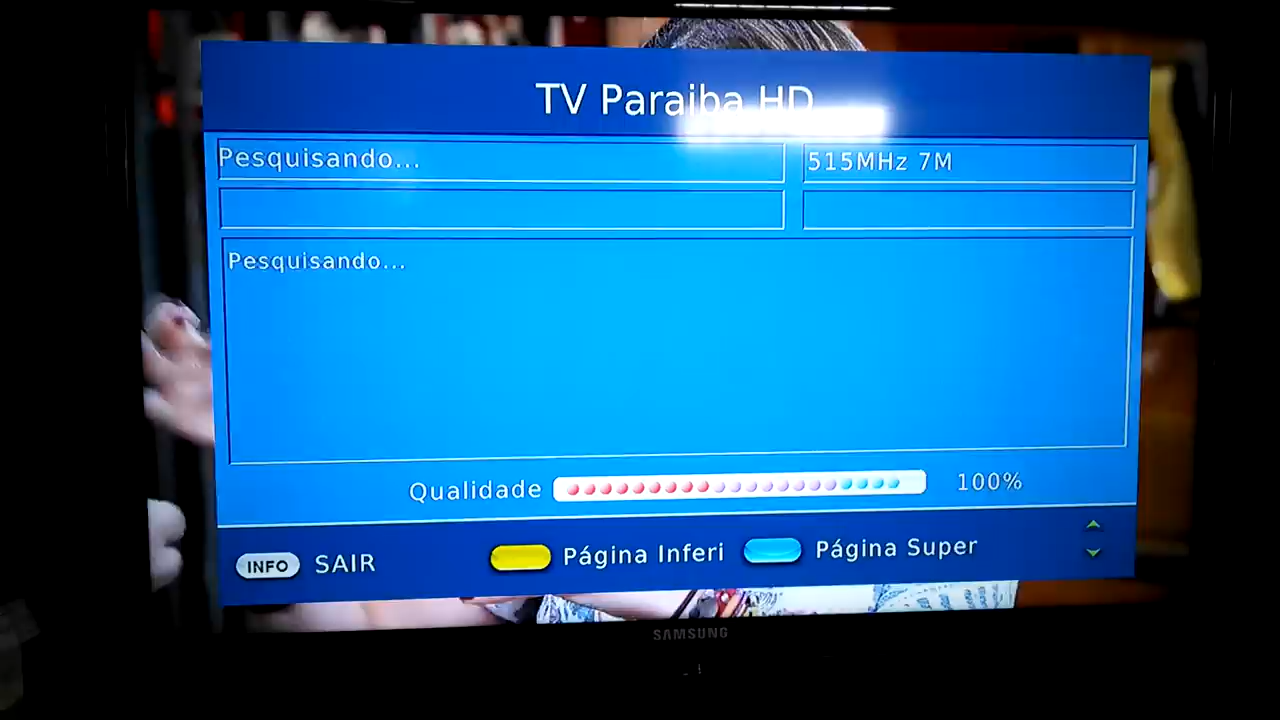 TV Paraiba HD
Pesquisando...
515MHz 7M
Pesquisando...
Qualidade 100%
INFO SAIR Página Inferi Página Super
SAMSUNG